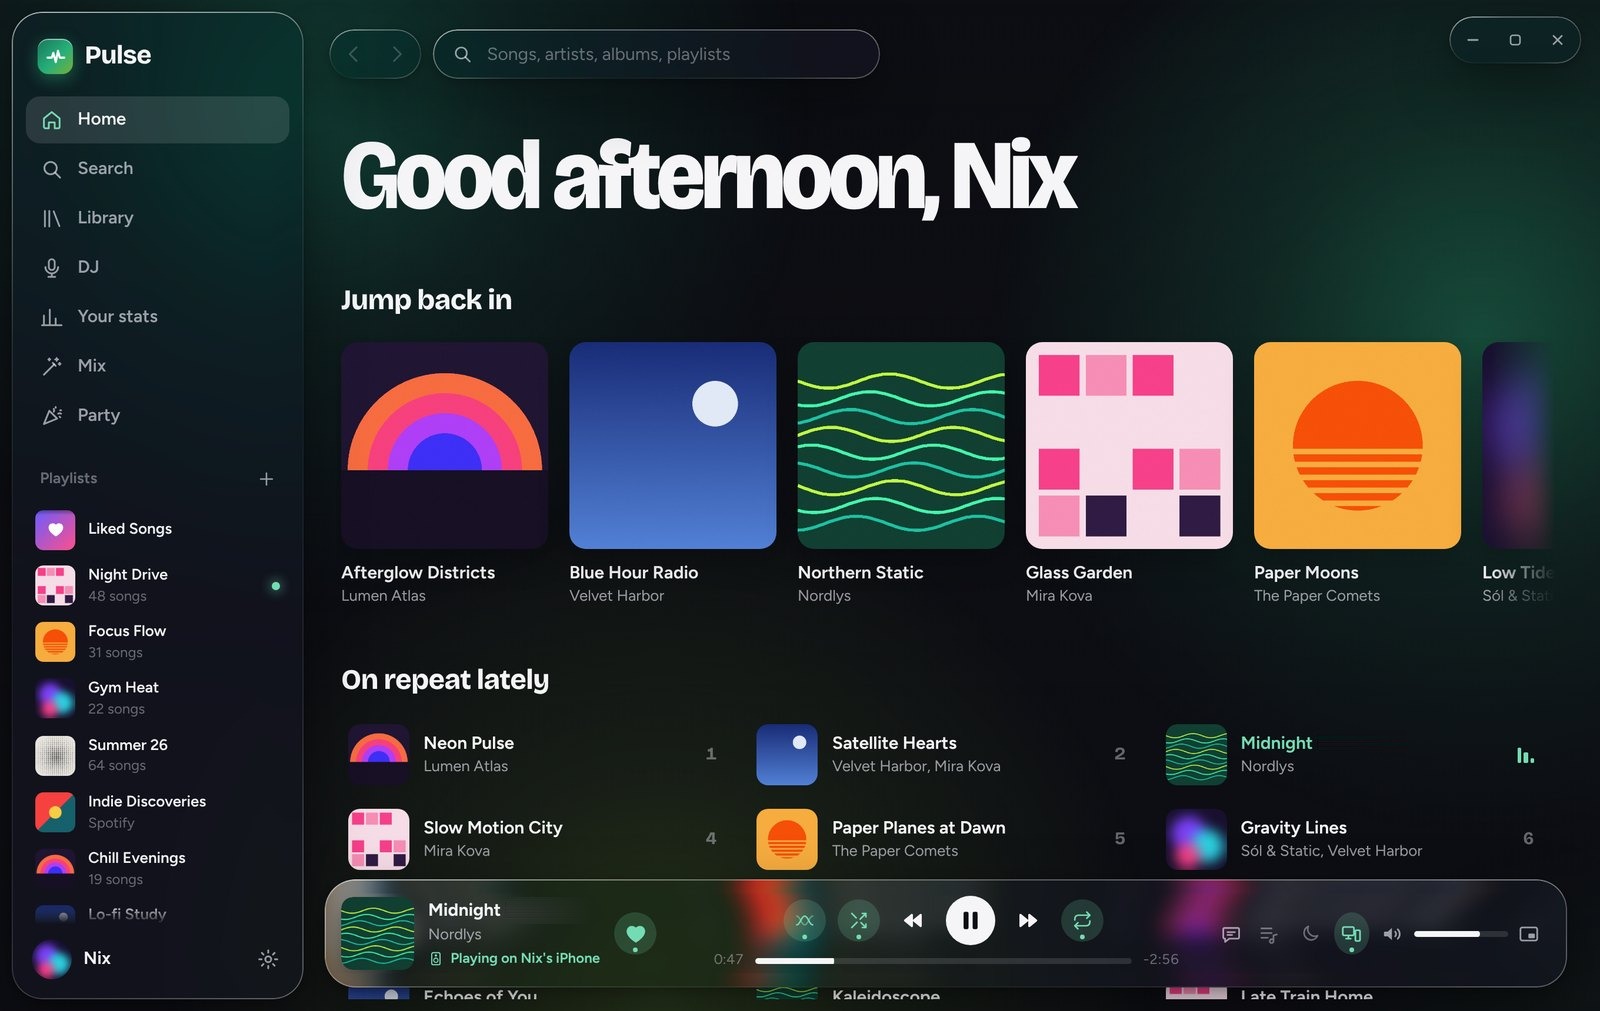 Pulse
Home
Search
Library
DJ
Your stats
Mix
Party
Playlists
Liked Songs
Night Drive
48 songs
Focus Flow
31 songs
Gym Heat
22 songs
Summer 26
64 songs
Indie Discoveries
Spotify
Chill Evenings
19 songs
Lo-fi Study
Nix
Songs, artists, albums, playlists
Good afternoon, Nix
Jump back in
Afterglow Districts
Lumen Atlas
Blue Hour Radio
Velvet Harbor
Northern Static
Nordlys
Glass Garden
Mira Kova
Paper Moons
The Paper Comets
Low Tide
Sól & Stat
On repeat lately
Neon Pulse
Lumen Atlas
1
Satellite Hearts
Velvet Harbor, Mira Kova
2
Midnight
Nordlys
Slow Motion City
Mira Kova
4
Paper Planes at Dawn
The Paper Comets
5
Gravity Lines
Sól & Static, Velvet Harbor
6
Midnight
Nordlys
Playing on Nix's iPhone
0:47
-2:56
Echoes of You
Kaleidoscope
Late Train Home